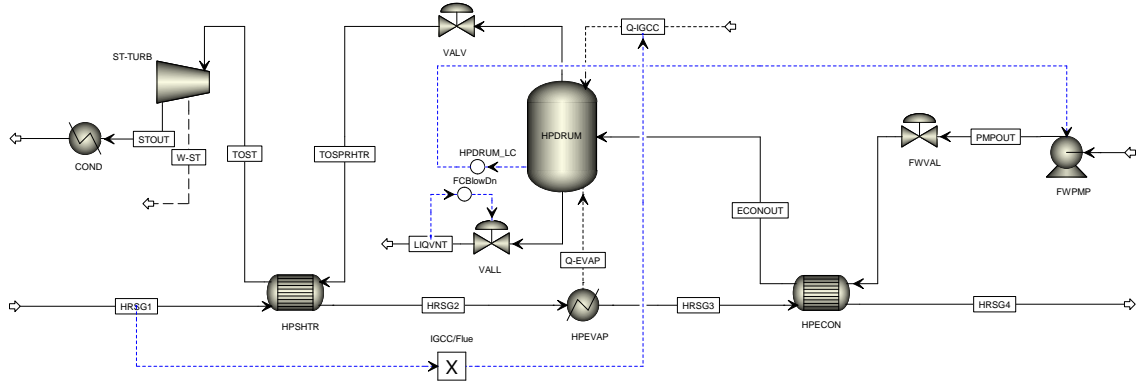 Q-IGCC
VALV
ST-TURB
HPDRUM
PMPOUT
STOUT
W-ST
TOST
TOSPRHTR
HPDRUM_LC
FWVAL
COND
FCBlowDn
FWPMP
ECONOUT
LIQVNT
VALL
Q-EVAP
HRSG1
HPSHTR
HRSG2
HPEVAP
HRSG3
HPECON
HRSG4
IGCC/Flue
X